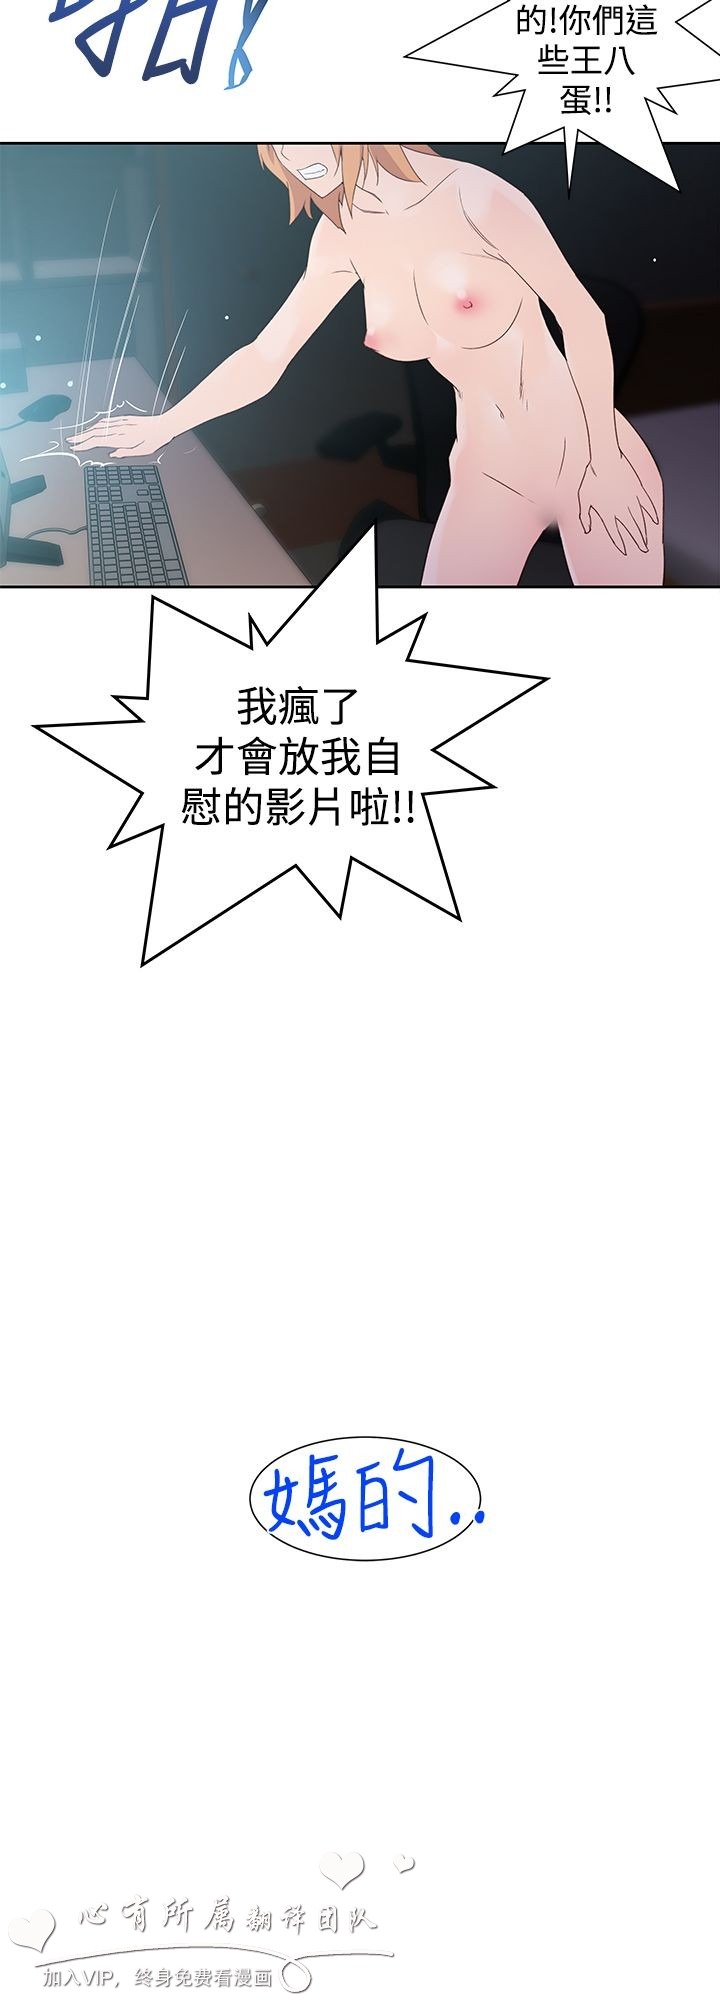 啪!
的!你們這
些王八
蛋!!
我瘋了
才會放我自
慰的影片啦!!
媽的..
心有所属翻译团队
加入VIP，终身免费看漫画